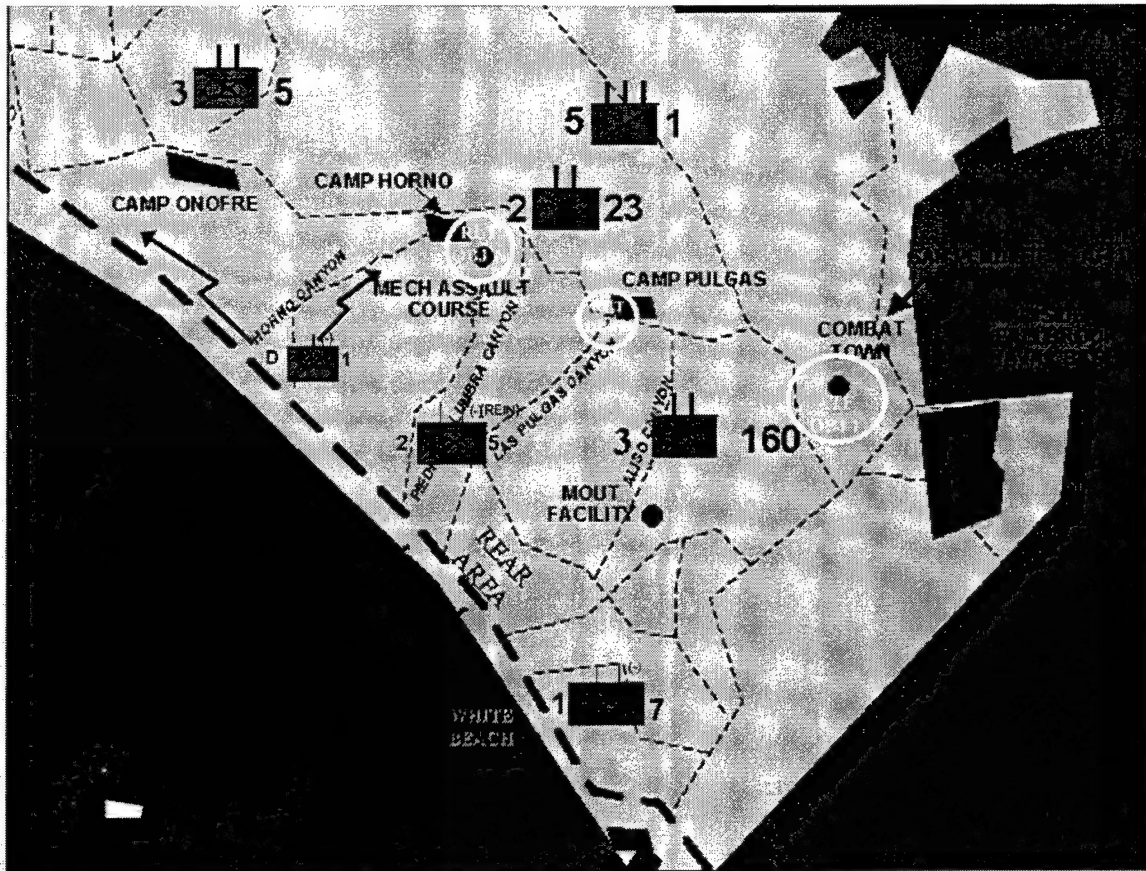 3 5
5 1
CAMP HORNO
2 23
CAMP ONOFRE
HORNO CANYON
MECH ASSAULT
COURSE
CAMP PULGAS
COMBAT
TOWN
D (-) 1
LAS PULGAS CANYON
ALISO CANYON
(-)(REIN)
2 5
3 160
MOUT
FACILITY
REAR
AREA
(-)
1 7
WHITE
BEACH